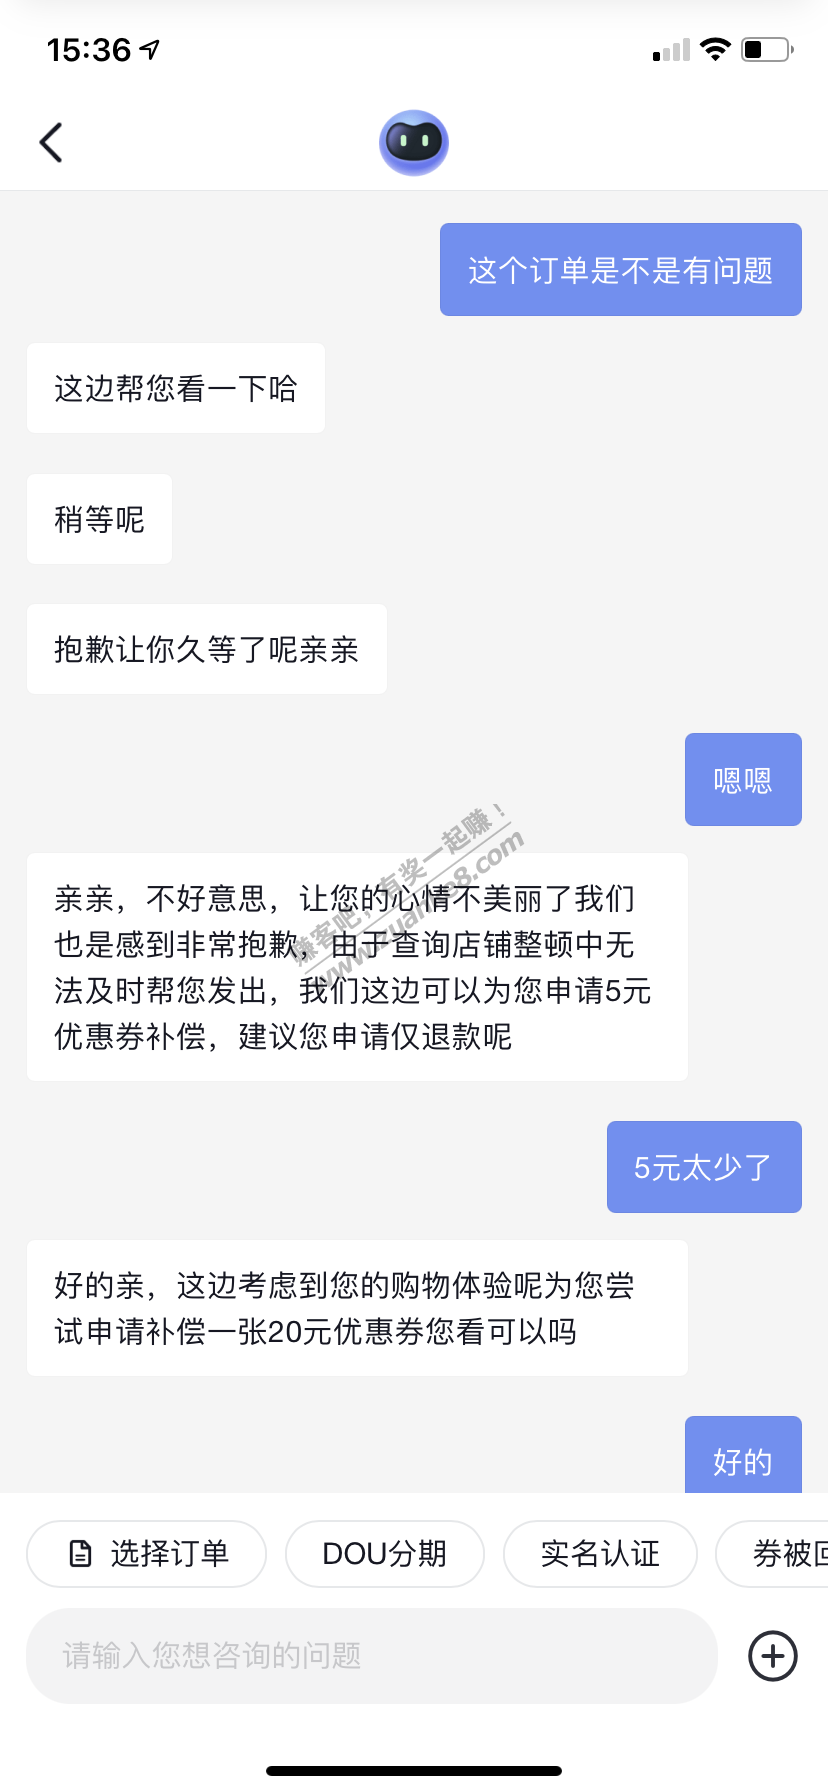 15:36
这个订单是不是有问题
这边帮您看一下哈
稍等呢
抱歉让你久等了呢亲亲
嗯嗯
亲亲，不好意思，让您的心情不美丽了我们
也是感到非常抱歉，由于查询店铺整顿中无
法及时帮您发出，我们这边可以为您申请5元
优惠券补偿，建议您申请仅退款呢
赚客吧，有奖一起赚！
www.zuanke8.com
5元太少了
好的亲，这边考虑到您的购物体验呢为您尝
试申请补偿一张20元优惠券您看可以吗
好的
选择订单 DOU分期 实名认证 券被回
请输入您想咨询的问题